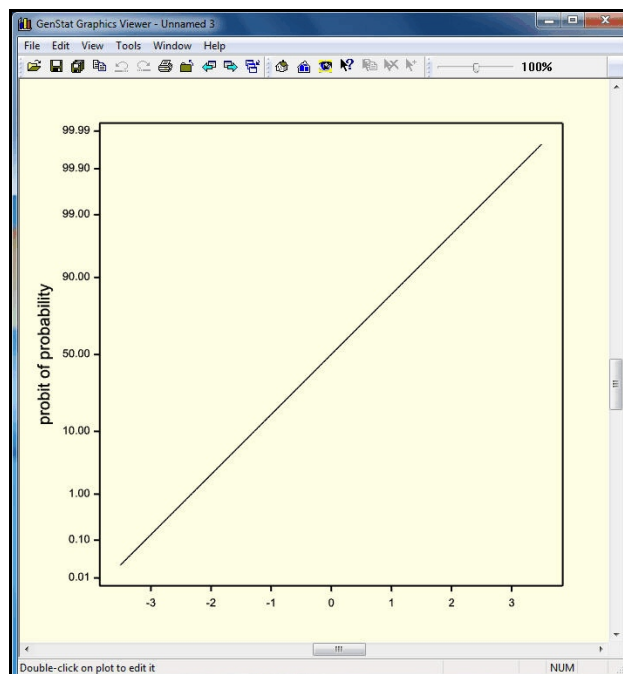 GenStat Graphics Viewer - Unnamed 3
File Edit View Tools Window Help
100%
99.99
99.90
99.00
90.00
50.00
10.00
1.00
0.10
0.01
probit of probability
-3 -2 -1 0 1 2 3
Double-click on plot to edit it NUM